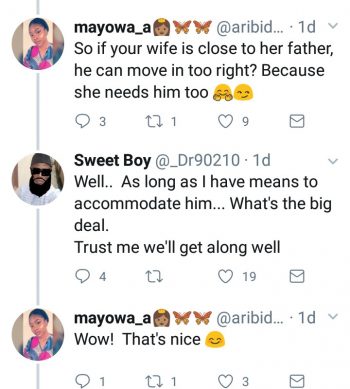 mayowa_a👩🏽🦋🦋 @aribid... · 1d
So if your wife is close to her father,
he can move in too right? Because
she needs him too 🤗😏
3 1 9
Sweet Boy @_Dr90210 · 1d
Well.. As long as I have means to
accommodate him... What's the big
deal.
Trust me we'll get along well
4 19
mayowa_a👩🏽🦋🦋 @aribid... · 1d
Wow! That's nice 😊
1 1 3